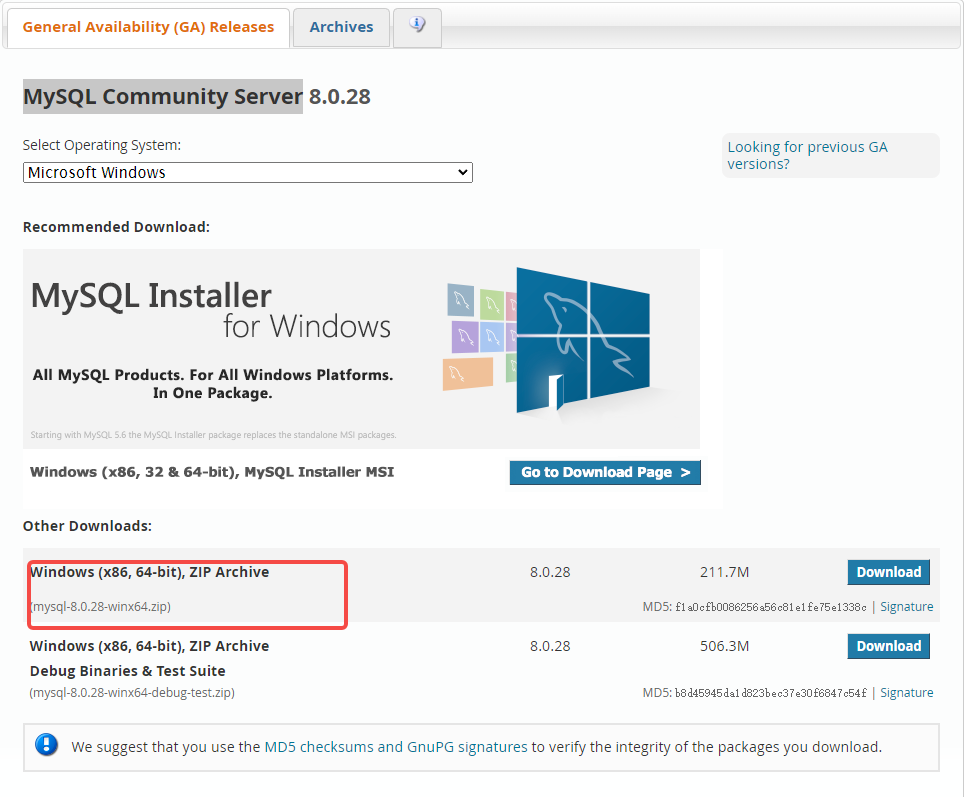 General Availability (GA) Releases
Archives
MySQL Community Server 8.0.28
Select Operating System:
Microsoft Windows
Looking for previous GA
versions?
Recommended Download:
MySQL Installer
for Windows
All MySQL Products. For All Windows Platforms.
In One Package.
Starting with MySQL 5.6 the MySQL Installer package replaces the standalone MSI packages.
Windows (x86, 32 & 64-bit), MySQL Installer MSI
Go to Download Page >
Other Downloads:
Windows (x86, 64-bit), ZIP Archive 8.0.28 211.7M Download
(mysql-8.0.28-winx64.zip) MD5: f1a0cfb0086256a56c81e1fe75e1338c | Signature
Windows (x86, 64-bit), ZIP Archive 8.0.28 506.3M Download
Debug Binaries & Test Suite
(mysql-8.0.28-winx64-debug-test.zip) MD5: b8d45945da1d823bec37e30f6847c54f | Signature
We suggest that you use the MD5 checksums and GnuPG signatures to verify the integrity of the packages you download.